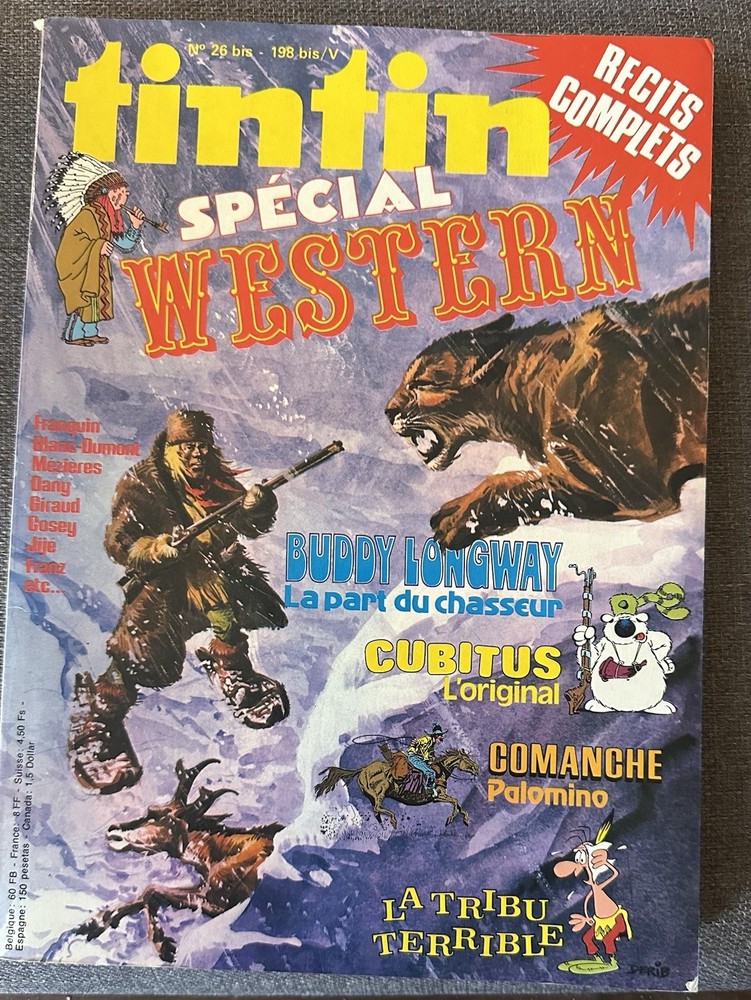 N° 26 bis - 198 bis/V
tintin
RECITS
COMPLETS
SPÉCIAL
WESTERN
Franquin
Blanc-Dumont
Mézières
Dany
Giraud
Cosey
Jijé
Franz
etc...
BUDDY LONGWAY
La part du chasseur
CUBITUS
L'original
COMANCHE
Palomino
LA TRIBU
TERRIBLE
DERIB
Belgique: 60 FB - France: 8 FF - Suisse: 4,50 Fs -
Espagne: 150 pesetas - Canada: 1,5 Dollar